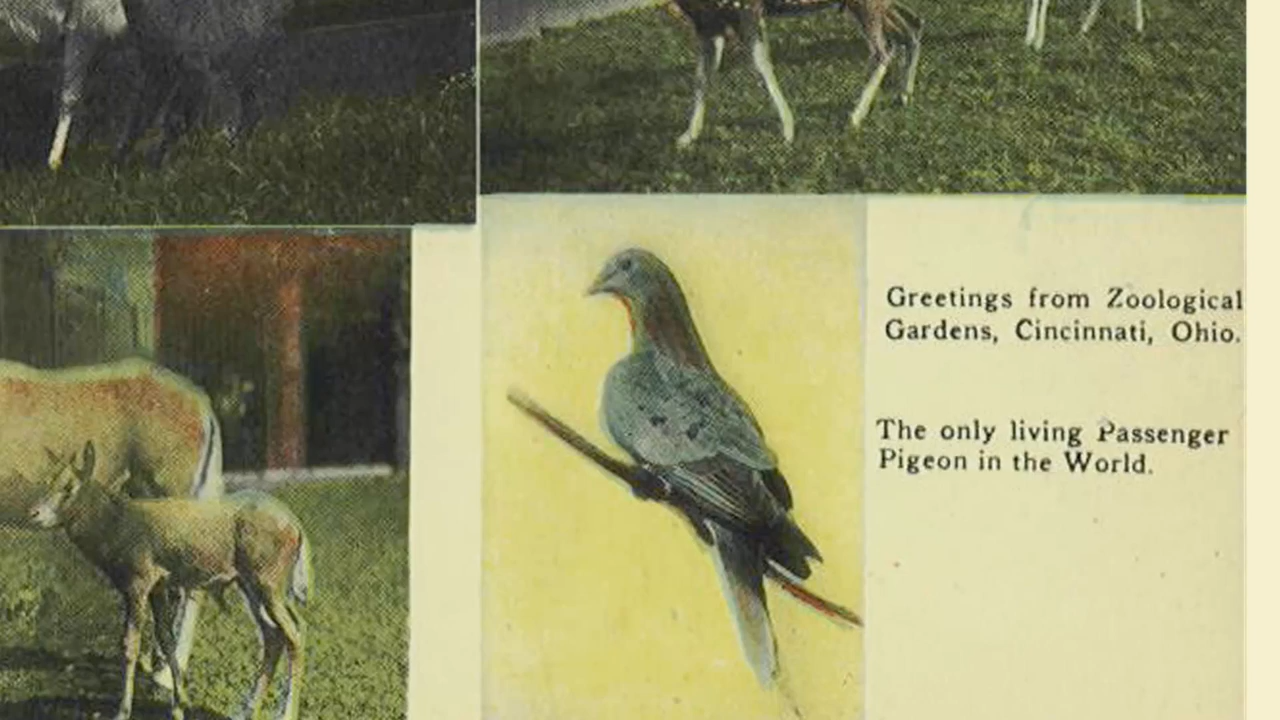 Greetings from Zoological
Gardens, Cincinnati, Ohio.
The only living Passenger
Pigeon in the World.